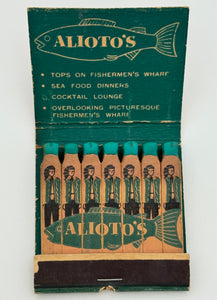 ALIOTO'S
• TOPS ON FISHERMEN'S WHARF
• SEA FOOD DINNERS
COCKTAIL LOUNGE
• OVERLOOKING PICTURESQUE
FISHERMEN'S WHARF
ALIOTO'S